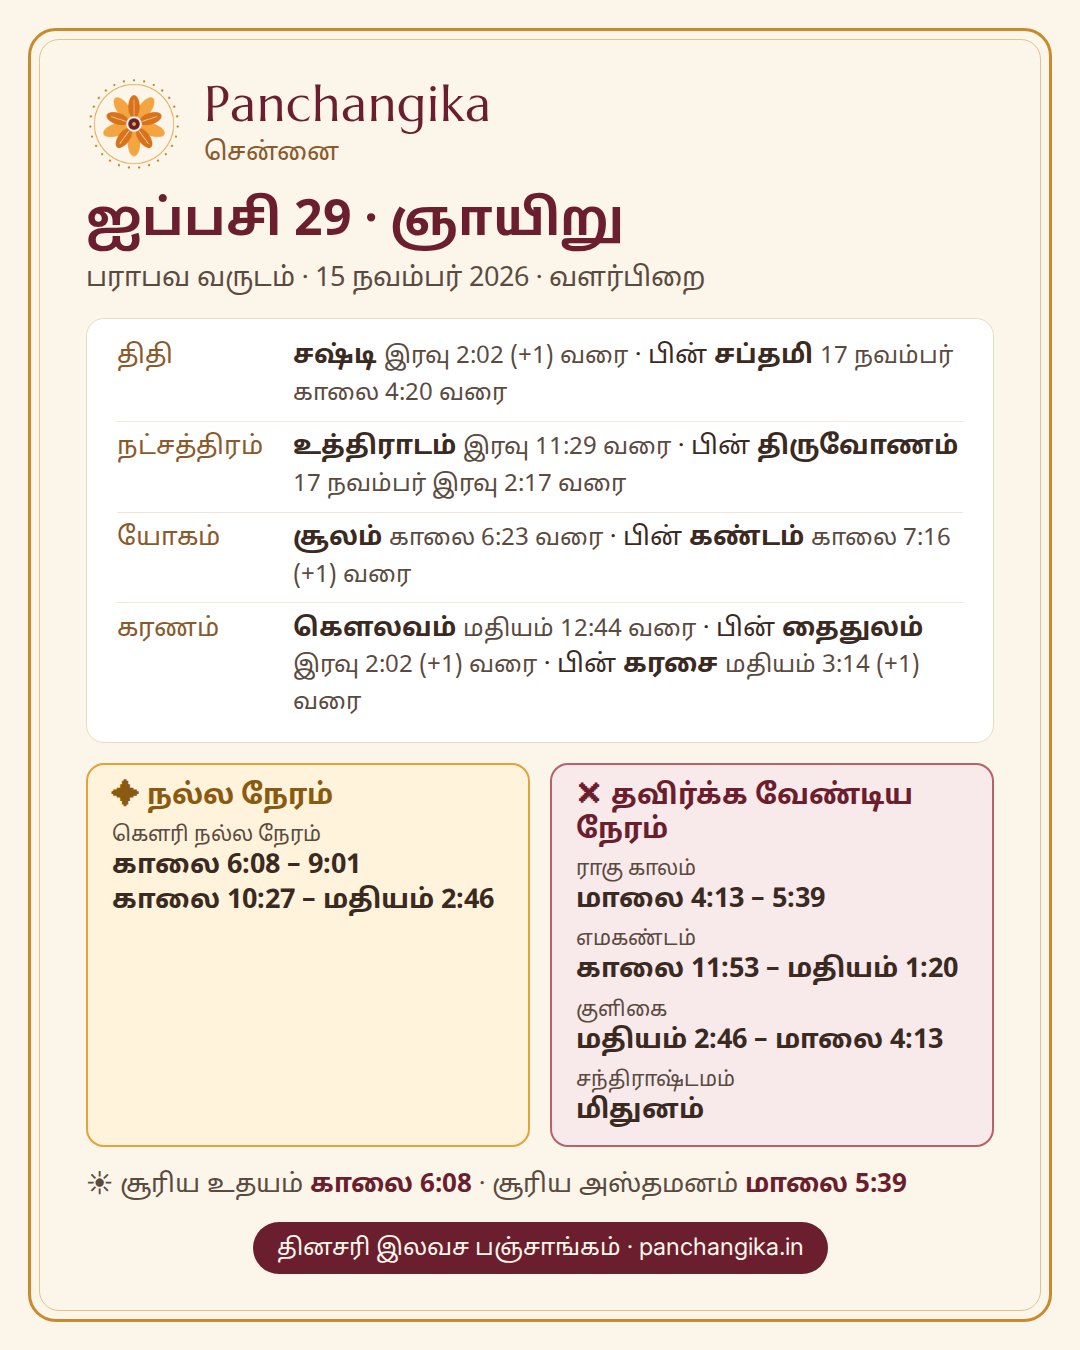 Panchangika
சென்னை
ஐப்பசி 29 · ஞாயிறு
பராபவ வருடம் · 15 நவம்பர் 2026 · வளர்பிறை
திதி
சஷ்டி இரவு 2:02 (+1) வரை · பின் சப்தமி 17 நவம்பர்
காலை 4:20 வரை
நட்சத்திரம்
உத்திராடம் இரவு 11:29 வரை · பின் திருவோணம்
17 நவம்பர் இரவு 2:17 வரை
யோகம்
சூலம் காலை 6:23 வரை · பின் கண்டம் காலை 7:16
(+1) வரை
கரணம்
கௌலவம் மதியம் 12:44 வரை · பின் தைதுலம்
இரவு 2:02 (+1) வரை · பின் கரசை மதியம் 3:14 (+1)
வரை
✦ நல்ல நேரம்
கௌரி நல்ல நேரம்
காலை 6:08 – 9:01
காலை 10:27 – மதியம் 2:46
✖ தவிர்க்க வேண்டிய
நேரம்
ராகு காலம்
மாலை 4:13 – 5:39
எமகண்டம்
காலை 11:53 – மதியம் 1:20
குளிகை
மதியம் 2:46 – மாலை 4:13
சந்திராஷ்டமம்
மிதுனம்
☀ சூரிய உதயம் காலை 6:08 · சூரிய அஸ்தமனம் மாலை 5:39
தினசரி இலவச பஞ்சாங்கம் · panchangika.in